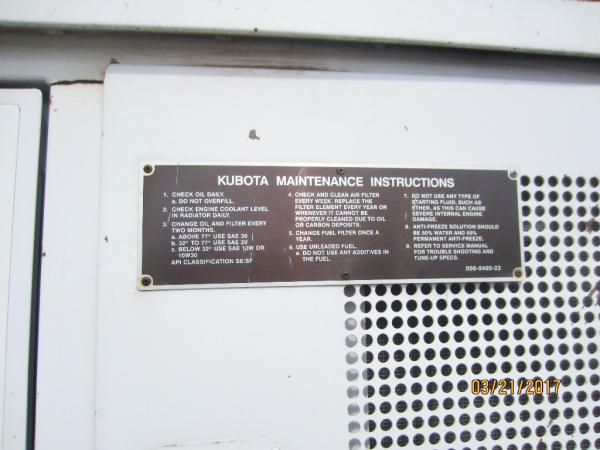 KUBOTA MAINTENANCE INSTRUCTIONS
1. CHECK OIL DAILY.
a. DO NOT OVERFILL.
2. CHECK ENGINE COOLANT LEVEL
IN RADIATOR DAILY.
3. CHANGE OIL AND FILTER EVERY
TWO MONTHS.
a. ABOVE 77° USE SAE 30
b. 32° TO 77° USE SAE 20
c. BELOW 32° USE SAE 10W OR
10W30
API CLASSIFICATION SE/SF
4. CHECK AND CLEAN AIR FILTER
EVERY WEEK. REPLACE THE
FILTER ELEMENT EVERY YEAR OR
WHENEVER IT CANNOT BE
PROPERLY CLEANED DUE TO OIL
OR CARBON DEPOSITS.
5. CHANGE FUEL FILTER ONCE A
YEAR.
6. USE UNLEADED FUEL.
a. DO NOT USE ANY ADDITIVES IN
THE FUEL.
7. DO NOT USE ANY TYPE OF
STARTING FLUID, SUCH AS
ETHER, AS THIS CAN CAUSE
SEVERE INTERNAL ENGINE
DAMAGE.
8. ANTI-FREEZE SOLUTION SHOULD
BE 50% WATER AND 50%
PERMANENT ANTI-FREEZE.
9. REFER TO SERVICE MANUAL
FOR TROUBLE SHOOTING AND
TUNE-UP SPECS.
006-0405-22
03/21/2017